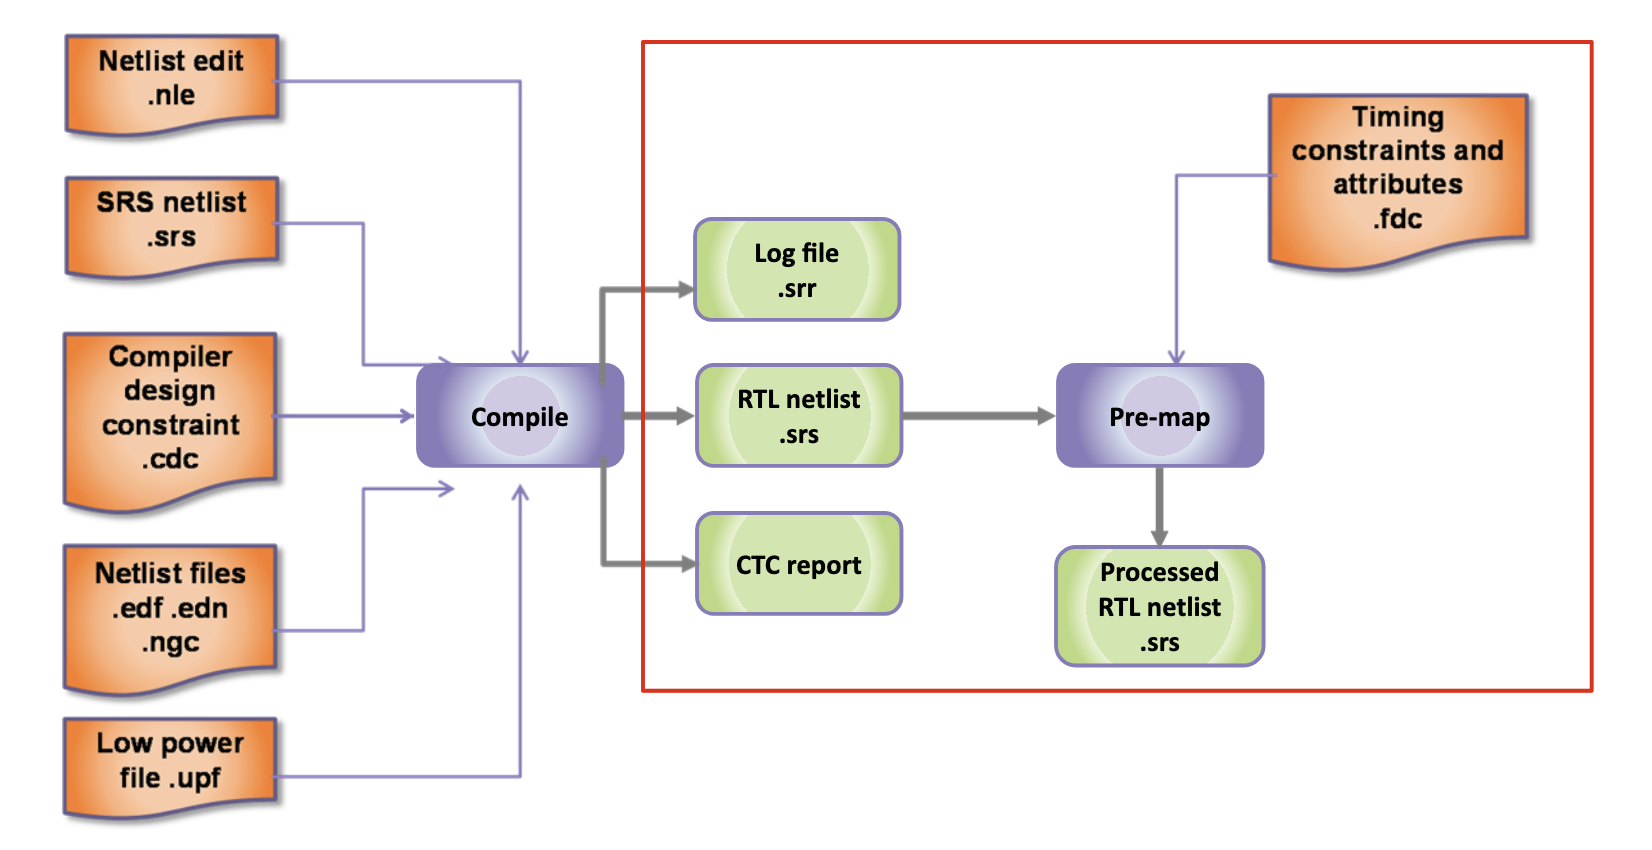 Netlist edit
.nle
SRS netlist
.srs
Compiler
design
constraint
.cdc
Netlist files
.edf .edn
.ngc
Low power
file .upf
Compile
Log file
.srr
RTL netlist
.srs
CTC report
Timing
constraints and
attributes
.fdc
Pre-map
Processed
RTL netlist
.srs